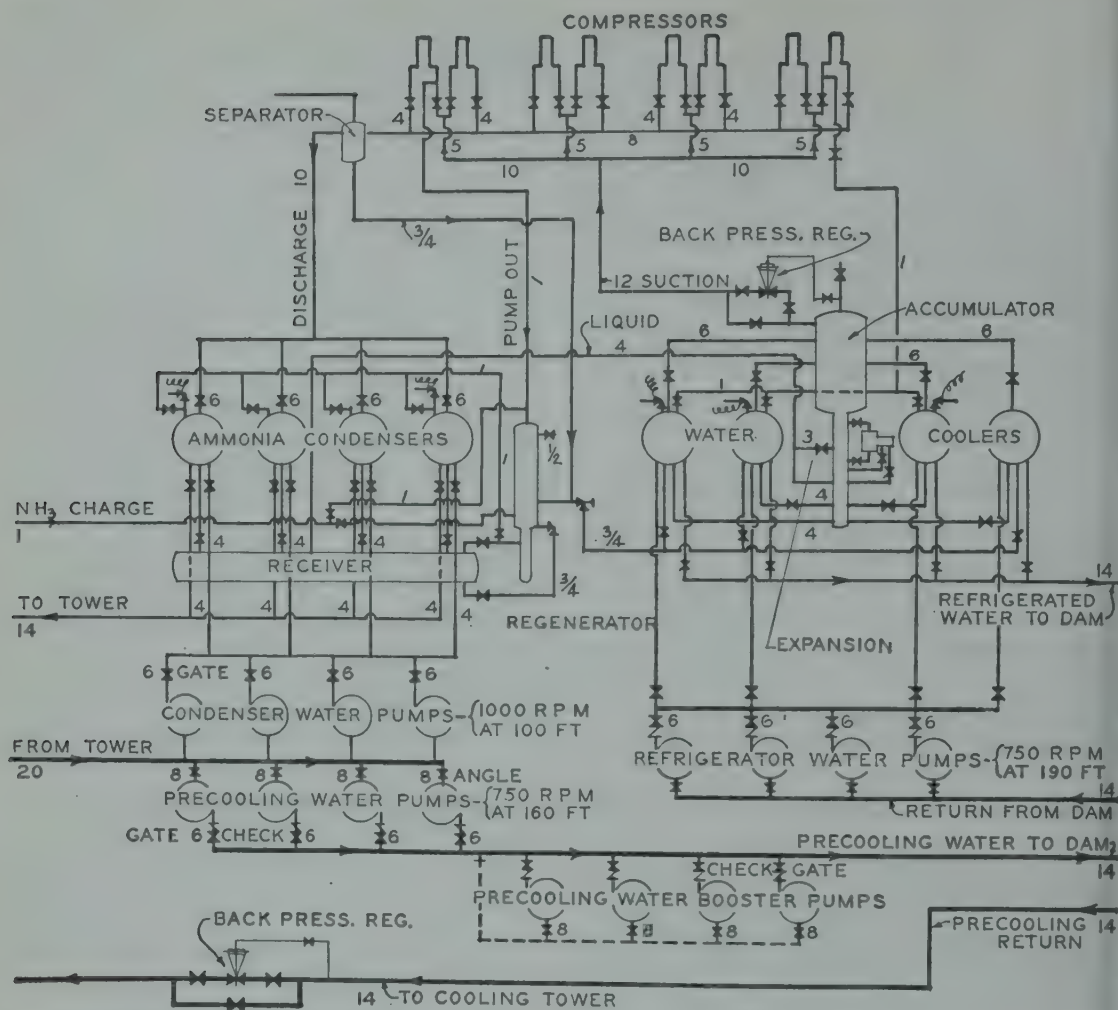 COMPRESSORS
SEPARATOR
4 4 4 4
8
5 5 5 5
10 10
DISCHARGE 10
3/4
PUMP OUT
1
BACK PRESS. REG.
12 SUCTION
1
ACCUMULATOR
LIQUID
4
6 6
6
1
6 6 6 6
1
AMMONIA CONDENSERS
WATER COOLERS
1/2
3
1
1
NH3 CHARGE
1
4
4
3/4
4 4 4 4
RECEIVER
3/4
14
REFRIGERATED
WATER TO DAM
TO TOWER
14
4 4 4 4 4
REGENERATOR
EXPANSION
6 GATE 6 6 6
CONDENSER WATER PUMPS
1000 RPM
AT 100 FT
6 6 6 6
REFRIGERATOR WATER PUMPS
750 RPM
AT 190 FT
FROM TOWER
20
8 8 8 8 ANGLE
PRECOOLING WATER PUMPS
750 RPM
AT 160 FT
14
RETURN FROM DAM
GATE 6 CHECK 6 6 6
PRECOOLING WATER TO DAM
14
CHECK GATE
PRECOOLING WATER BOOSTER PUMPS
8 8 8 8
BACK PRESS. REG.
14
PRECOOLING
RETURN
14 TO COOLING TOWER